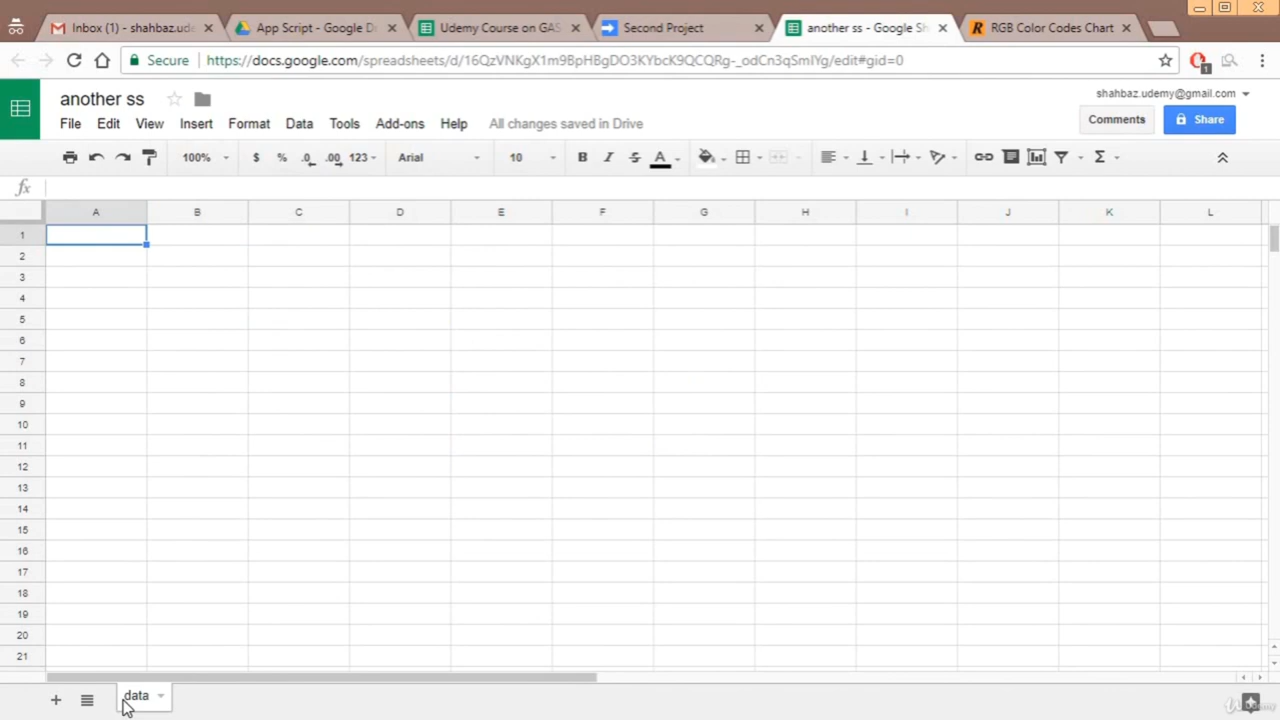 Inbox (1) - shahbaz.ude
App Script - Google D
Udemy Course on GAS
Second Project
another ss - Google Sh
RGB Color Codes Chart
Secure
https://docs.google.com/spreadsheets/d/16QzVNKgX1m9BpHBgDO3KYbcK9QCQRg-_odCn3qSmIYg/edit#gid=0
1
another ss
shahbaz.udemy@gmail.com
File Edit View Insert Format Data Tools Add-ons Help All changes saved in Drive
Comments
Share
100% $ % .0 .00 123 Arial 10 B I S A Σ
fx
A B C D E F G H I J K L
1
2
3
4
5
6
7
8
9
10
11
12
13
14
15
16
17
18
19
20
21
+ data
Udemy